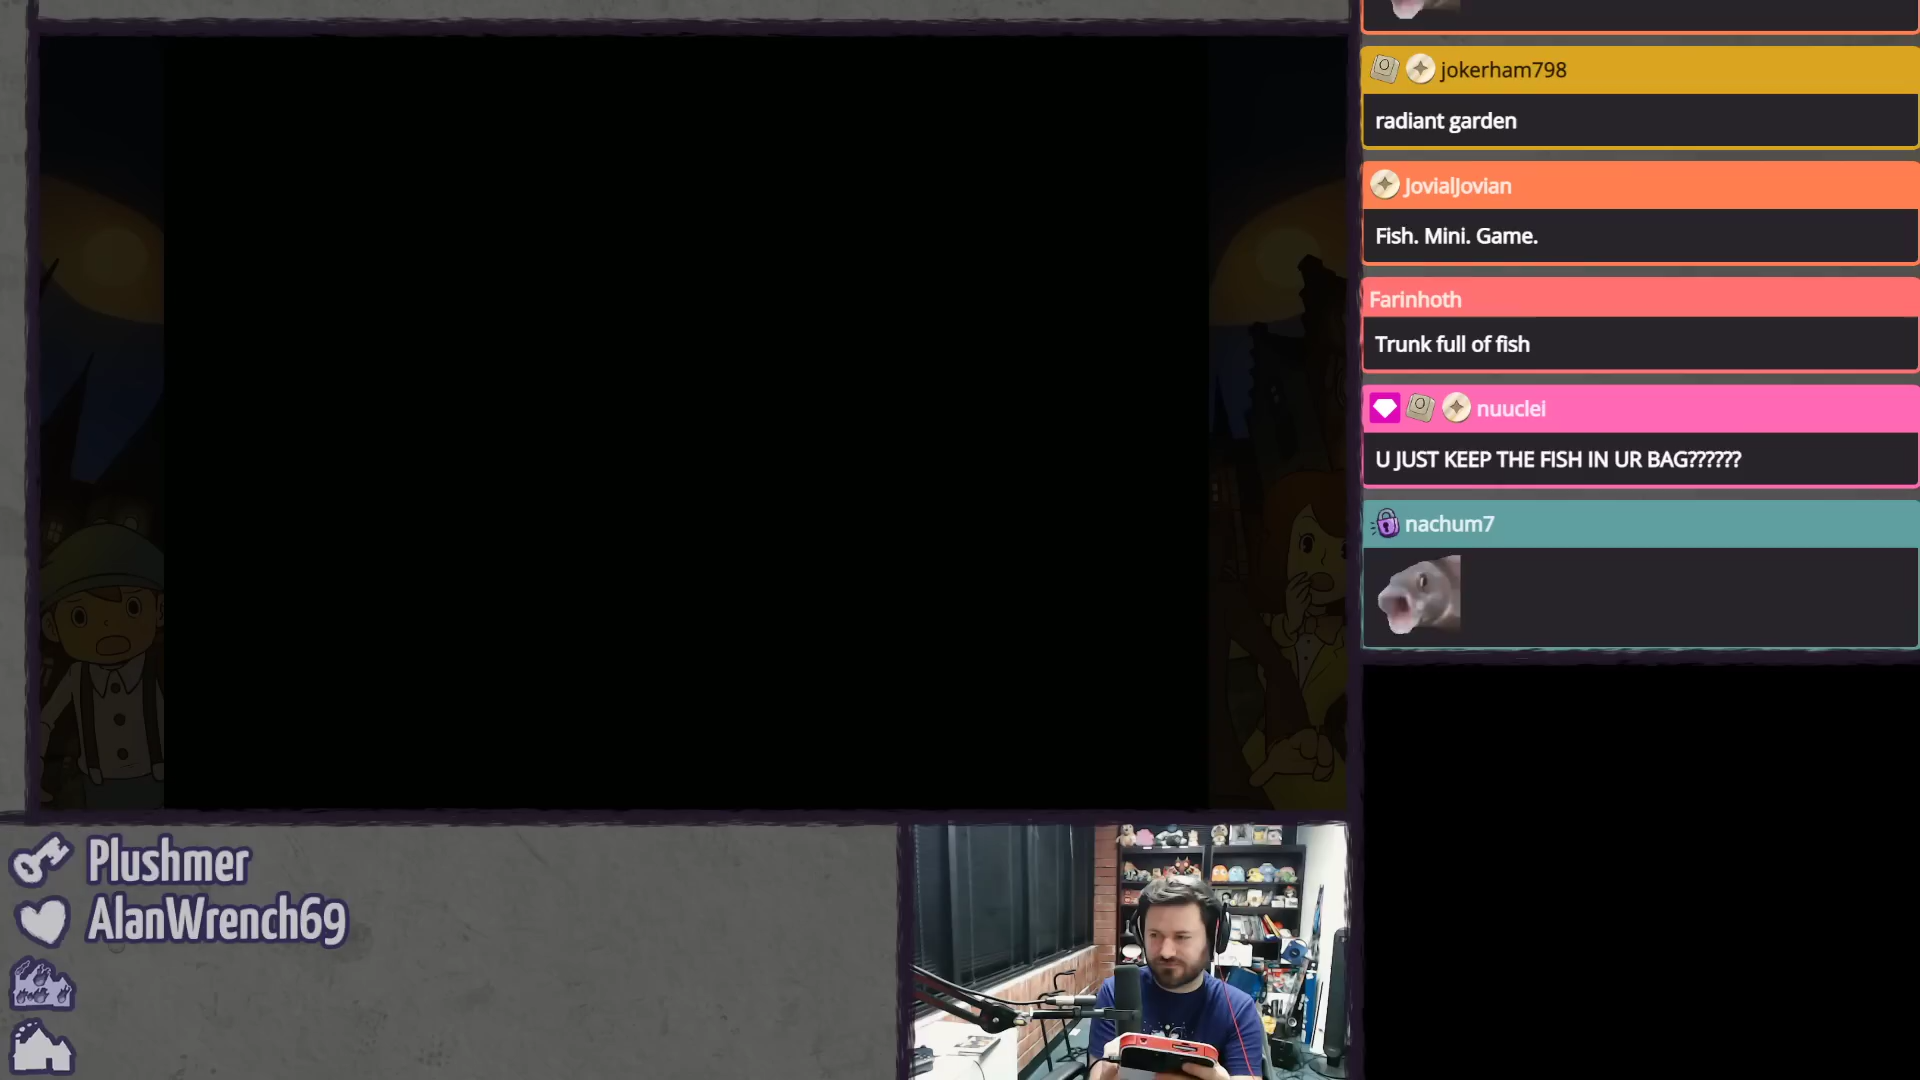 jokerham798
radiant garden
JovialJovian
Fish. Mini. Game.
Farinhoth
Trunk full of fish
nuuclei
U JUST KEEP THE FISH IN UR BAG??????
nachum7
Plushmer
AlanWrench69